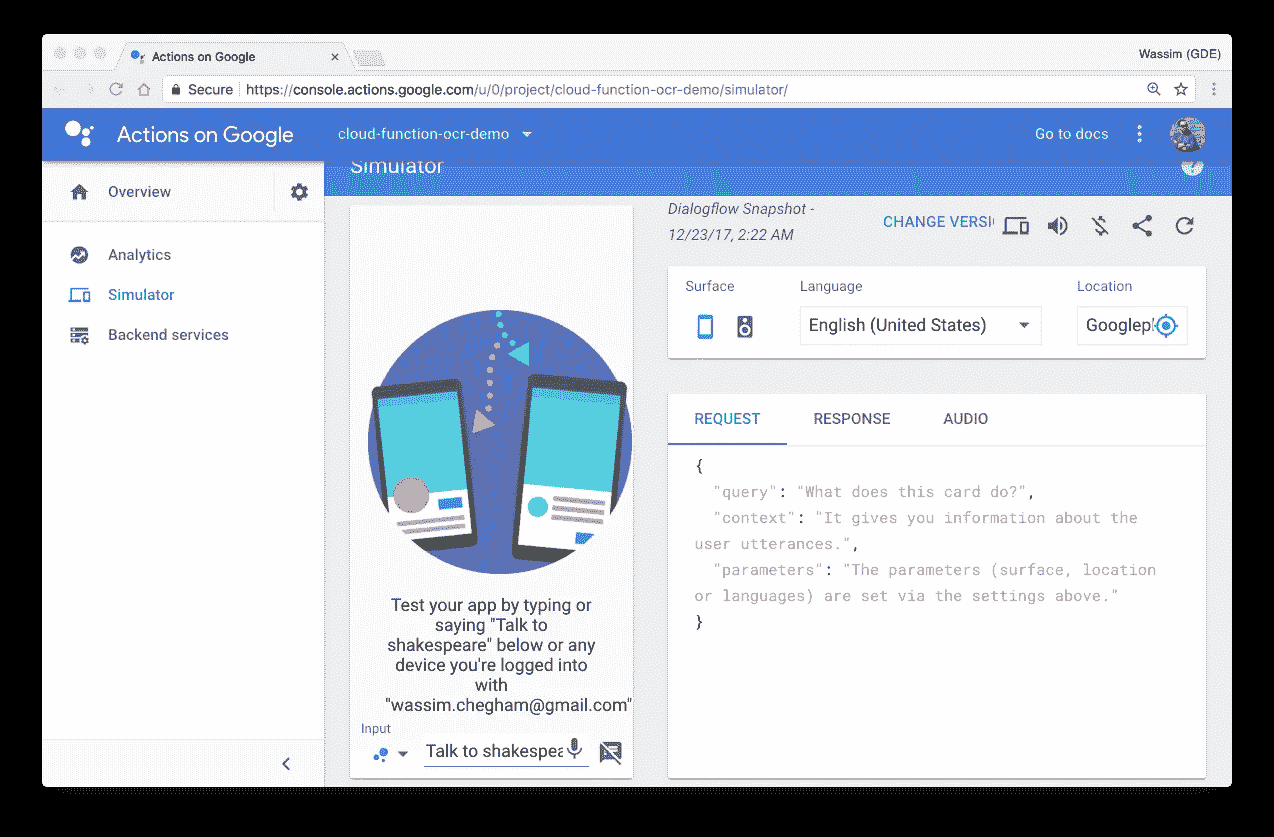 Actions on Google
Wassim (GDE)
Secure
https://console.actions.google.com/u/0/project/cloud-function-ocr-demo/simulator/
Actions on Google
cloud-function-ocr-demo
Go to docs
Simulator
Overview
Analytics
Simulator
Backend services
Test your app by typing or
saying "Talk to
shakespeare" below or any
device you're logged into
with
"wassim.chegham@gmail.com"
Input
Talk to shakespea
Dialogflow Snapshot -
12/23/17, 2:22 AM
CHANGE VERSI
Surface
Language
Location
English (United States)
Googlepl
REQUEST
RESPONSE
AUDIO
{
"query": "What does this card do?",
"context": "It gives you information about the
user utterances.",
"parameters": "The parameters (surface, location
or languages) are set via the settings above."
}